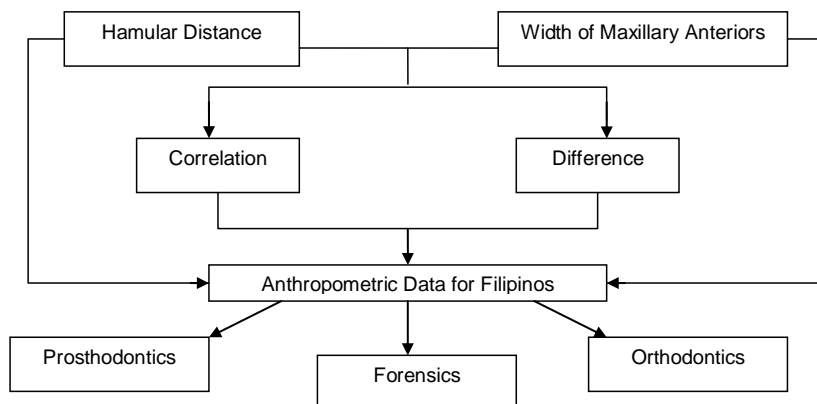 Hamular Distance
Width of Maxillary Anteriors
Correlation
Difference
Anthropometric Data for Filipinos
Prosthodontics
Forensics
Orthodontics